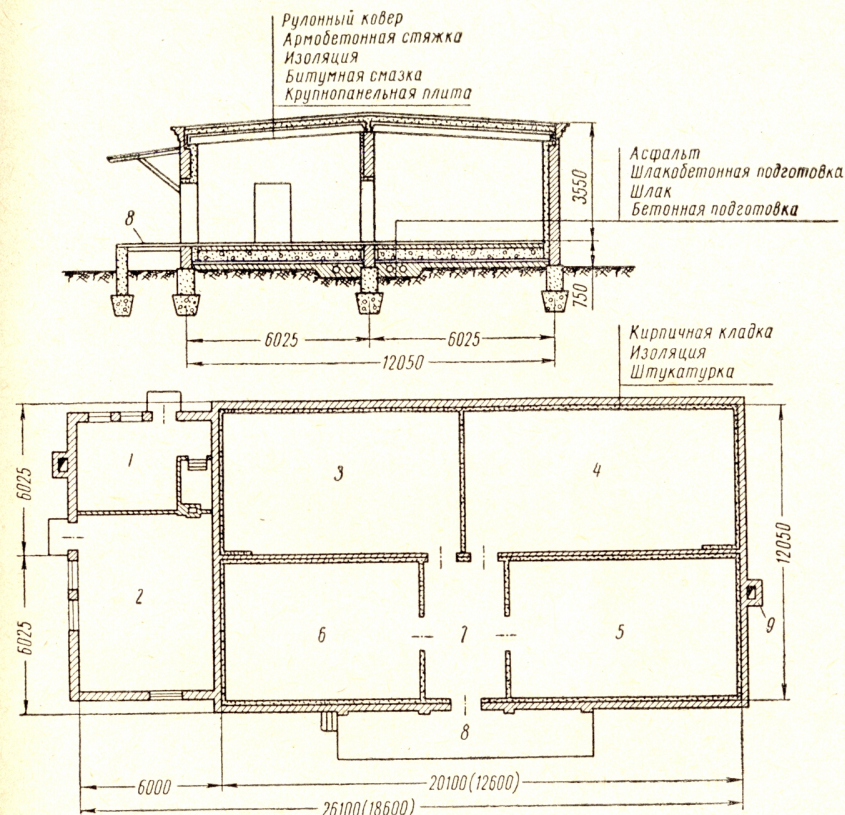 Рулонный ковер
Армобетонная стяжка
Изоляция
Битумная смазка
Крупнопанельная плита
Асфальт
Шлакобетонная подготовка
Шлак
Бетонная подготовка
3550
8
750
6025
6025
12050
Кирпичная кладка
Изоляция
Штукатурка
1
3
4
6025
12050
2
6
7
5
9
6025
8
6000
20100(12600)
26100(18600)